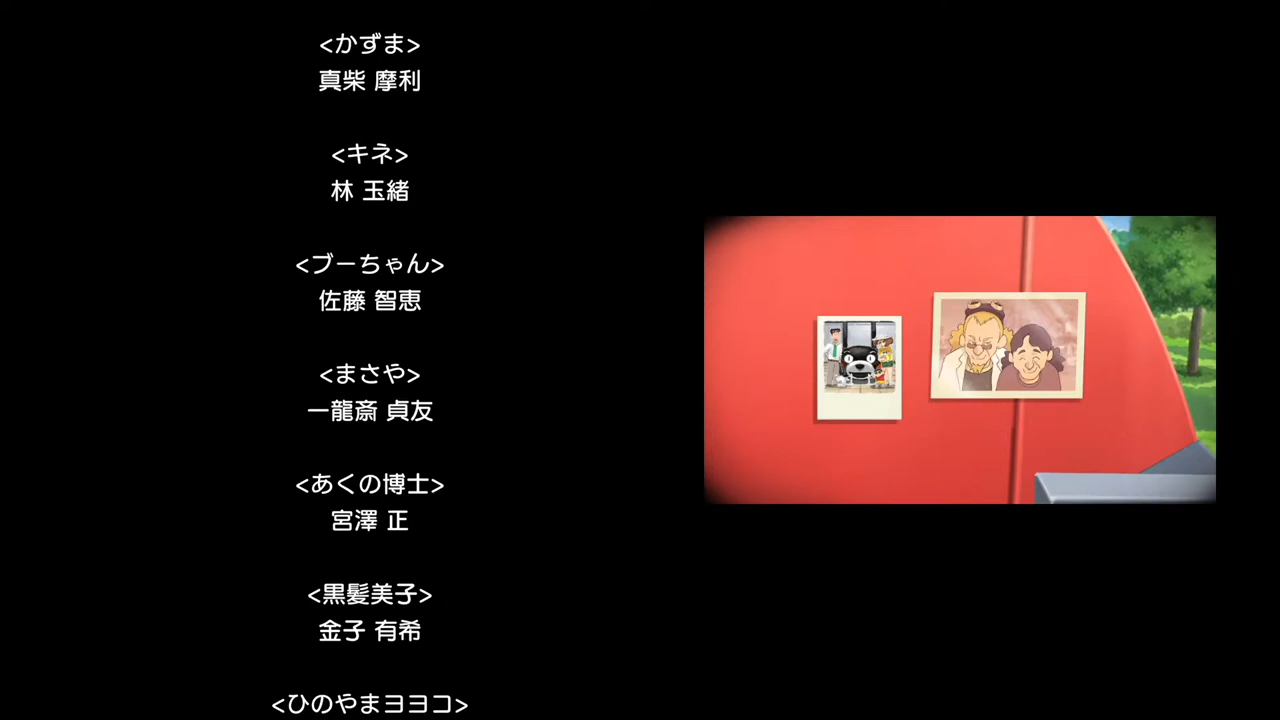 <かずま>
真柴 摩利
<キネ>
林 玉緒
<ブーちゃん>
佐藤 智恵
<まさや>
一龍斎 貞友
<あくの博士>
宮澤 正
<黒髪美子>
金子 有希
<ひのやまヨヨコ>